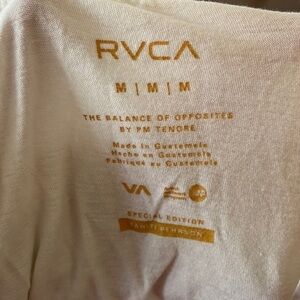 RVCA
M | M | M
THE BALANCE OF OPPOSITES
BY PM TENORE
Made in Guatemala
Hecho en Guatemala
Fabriqué au Guatemala
VA
SPECIAL EDITION